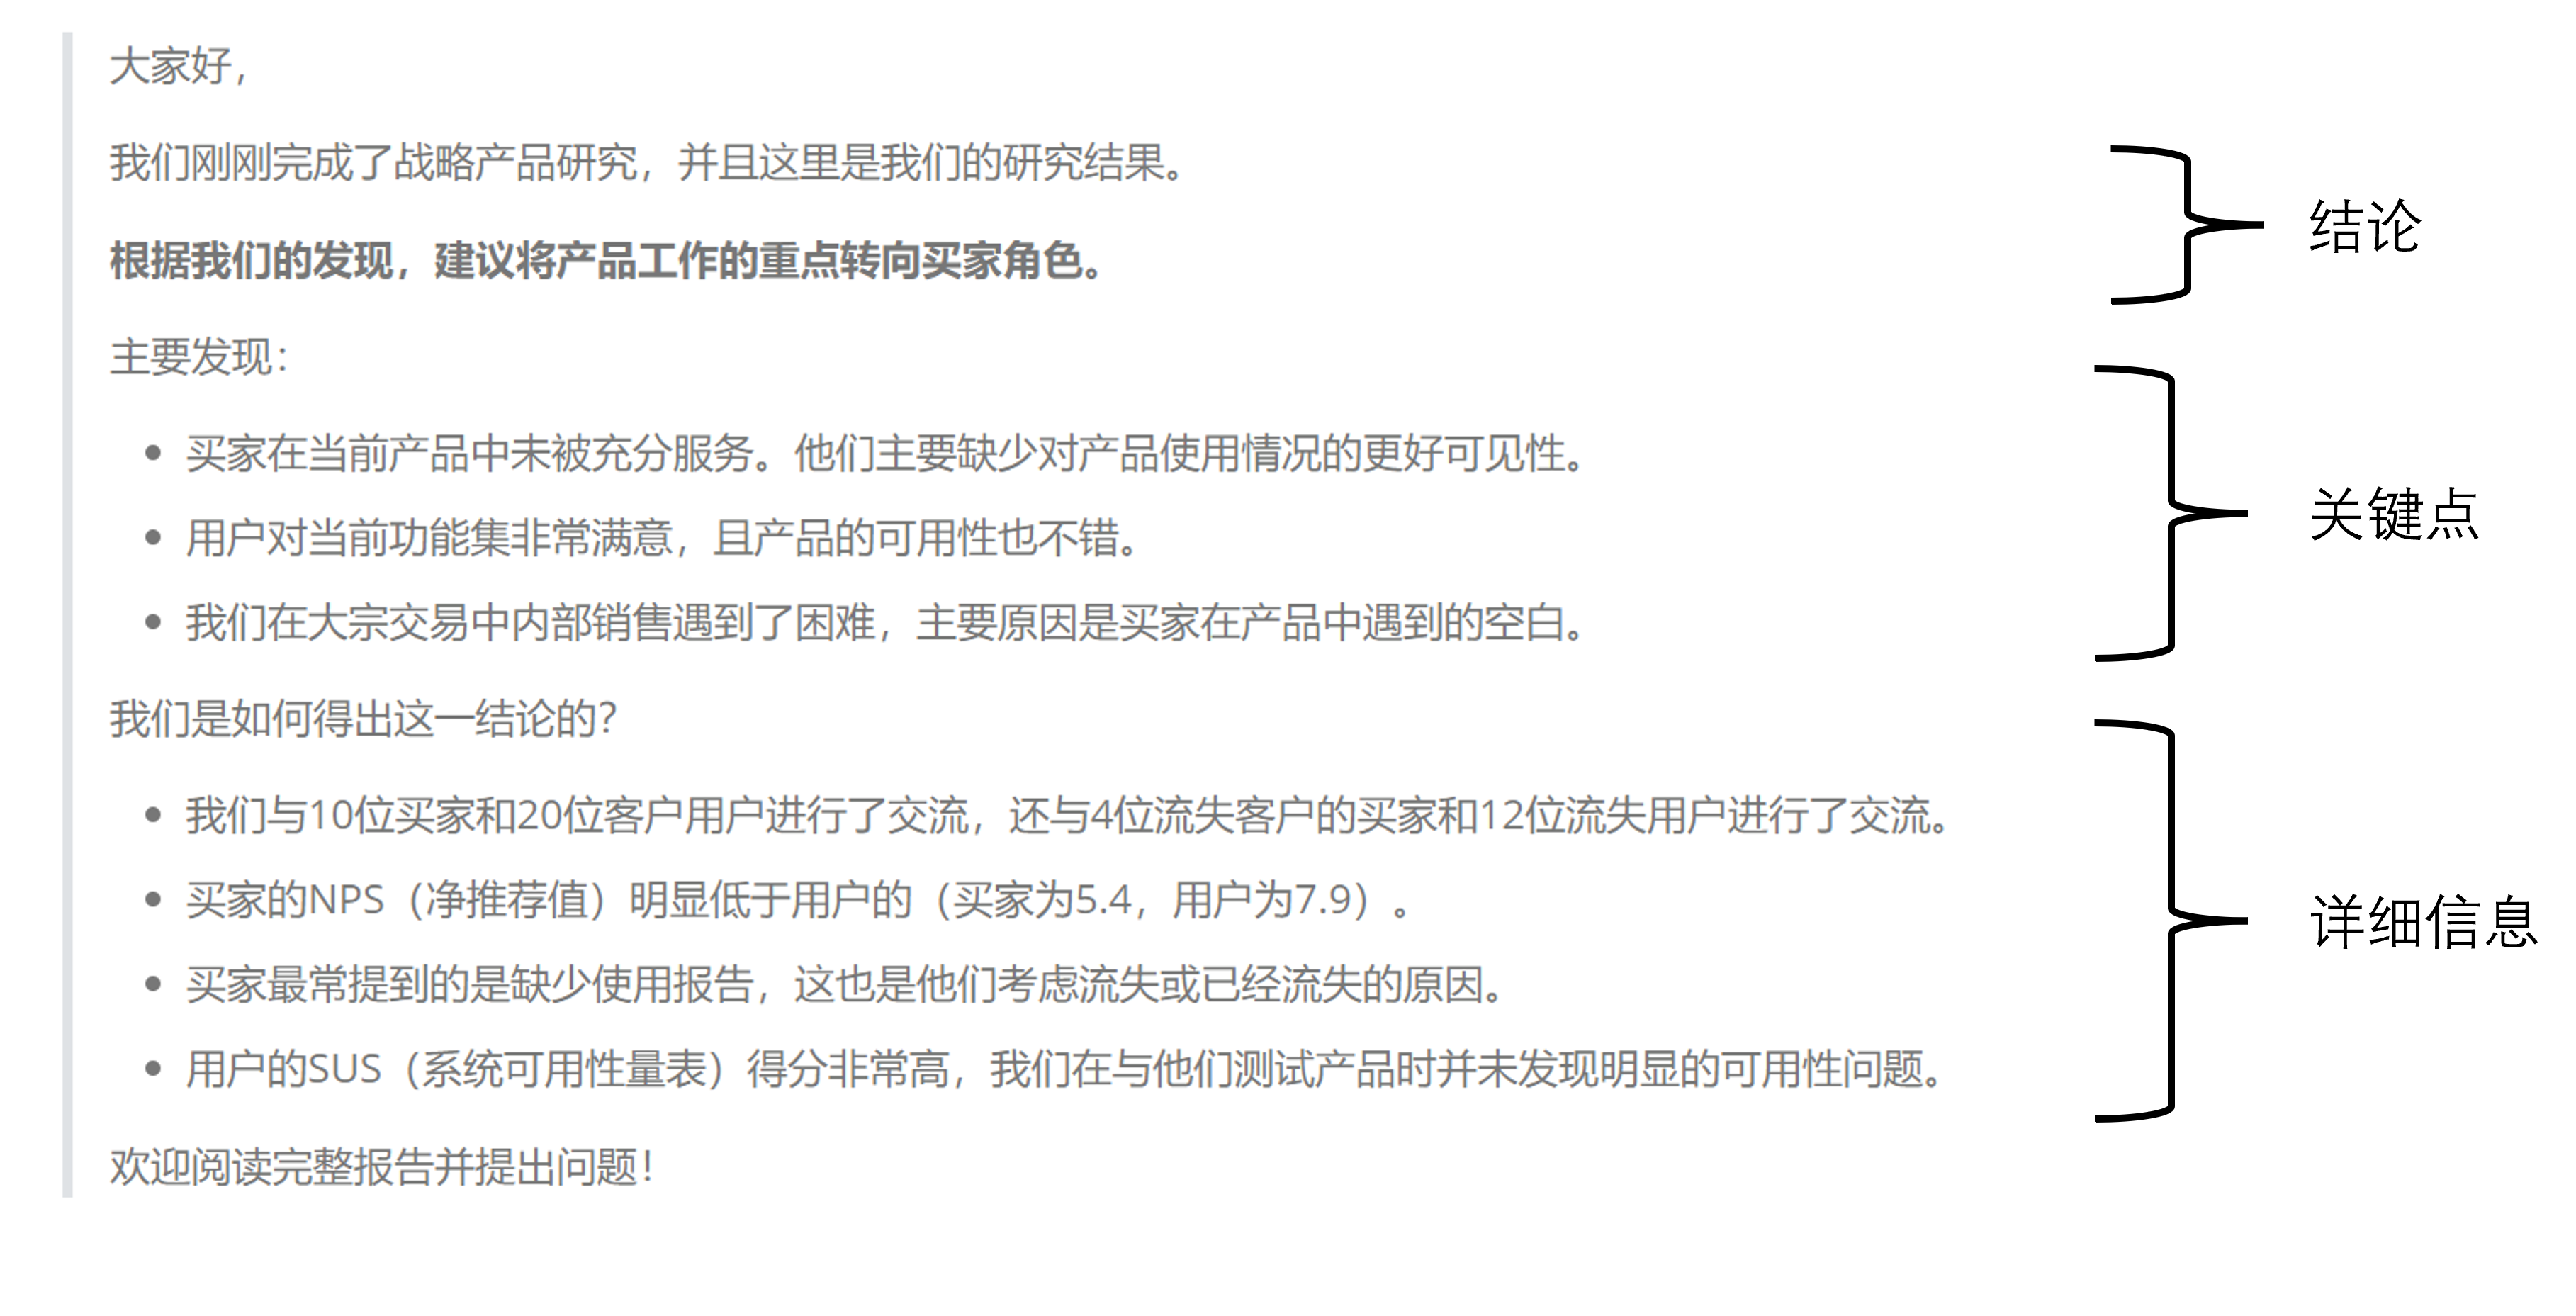 大家好，
我们刚刚完成了战略产品研究，并且这里是我们的研究结果。
根据我们的发现，建议将产品工作的重点转向买家角色。
结论
主要发现：
买家在当前产品中未被充分服务。他们主要缺少对产品使用情况的更好可见性。
用户对当前功能集非常满意，且产品的可用性也不错。
我们在大宗交易中内部销售遇到了困难，主要原因是买家在产品中遇到的空白。
关键点
我们是如何得出这一结论的？
我们与10位买家和20位客户用户进行了交流，还与4位流失客户的买家和12位流失用户进行了交流。
买家的NPS（净推荐值）明显低于用户的（买家为5.4，用户为7.9）。
买家最常提到的是缺少使用报告，这也是他们考虑流失或已经流失的原因。
用户的SUS（系统可用性量表）得分非常高，我们在与他们测试产品时并未发现明显的可用性问题。
详细信息
欢迎阅读完整报告并提出问题！